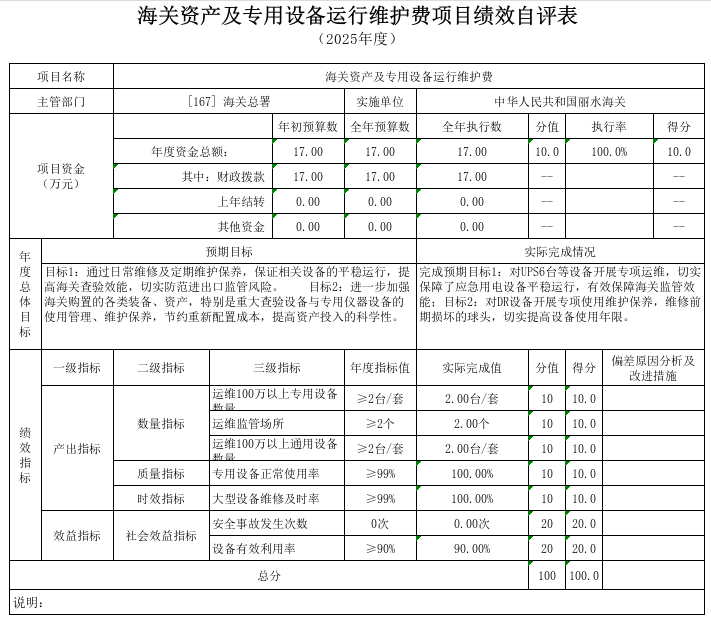 海关资产及专用设备运行维护费项目绩效自评表
（2025年度）
项目名称 海关资产及专用设备运行维护费
主管部门 [167] 海关总署 实施单位 中华人民共和国丽水海关
项目资金（万元） 年初预算数 全年预算数 全年执行数 分值 执行率 得分
年度资金总额： 17.00 17.00 17.00 10.0 100.0% 10.0
其中：财政拨款 17.00 17.00 17.00 -- --
上年结转 0.00 0.00 0.00 -- --
其他资金 0.00 0.00 0.00 -- --
年度总体目标 预期目标 实际完成情况
目标1：通过日常维修及定期维护保养，保证相关设备的平稳运行，提
高海关查验效能，切实防范进出口监管风险。 目标2：进一步加强
海关购置的各类装备、资产，特别是重大查验设备与专用仪器设备的
使用管理、维护保养，节约重新配置成本，提高资产投入的科学性。
完成预期目标1：对UPS6台等设备开展专项运维，切实
保障了应急用电设备平稳运行，有效保障海关监管效
能；目标2：对DR设备开展专项使用维护保养，维修前
期损坏的球头，切实提高设备使用年限。
绩效指标 一级指标 二级指标 三级指标 年度指标值 实际完成值 分值 得分 偏差原因分析及改进措施
产出指标 数量指标 运维100万以上专用设备数量 ≥2台/套 2.00台/套 10 10.0
运维监管场所 ≥2个 2.00个 10 10.0
运维100万以上通用设备数量 ≥2台/套 2.00台/套 10 10.0
质量指标 专用设备正常使用率 ≥99% 100.00% 10 10.0
时效指标 大型设备维修及时率 ≥99% 100.00% 10 10.0
效益指标 社会效益指标 安全事故发生次数 0次 0.00次 20 20.0
设备有效利用率 ≥90% 90.00% 20 20.0
总分 100 100.0
说明：